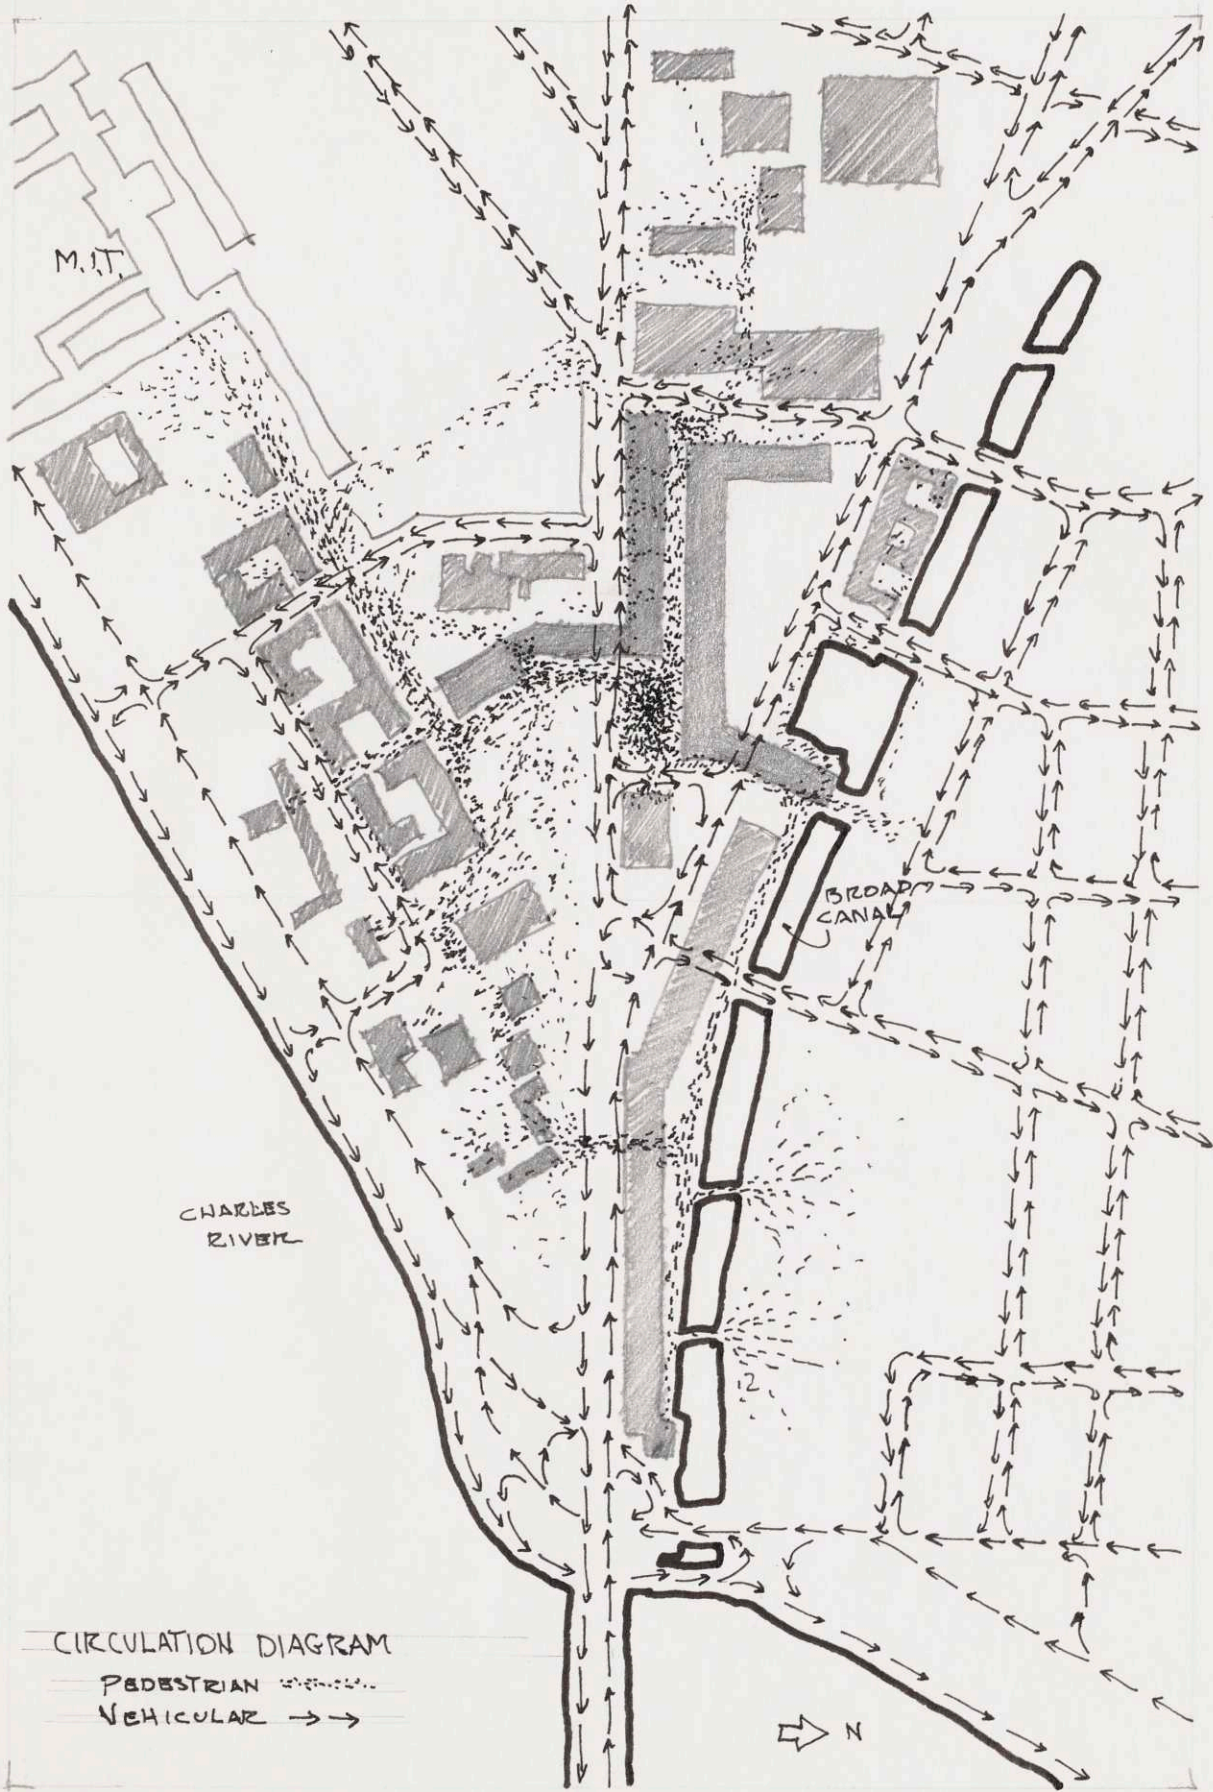 M.I.T.
BROAD
CANAL
CHARLES
RIVER
CIRCULATION DIAGRAM
PEDESTRIAN
VEHICULAR
N